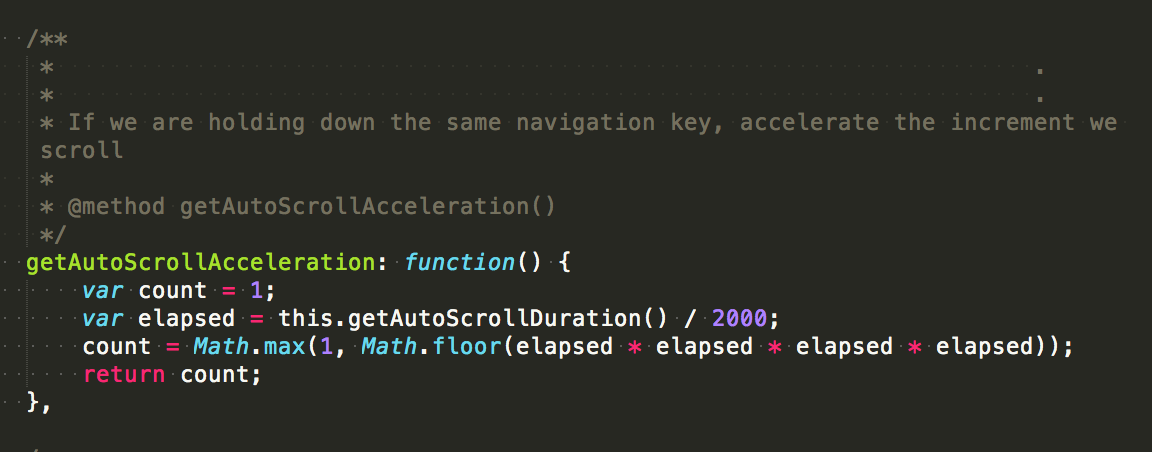 /**
* .
* .
* If we are holding down the same navigation key, accelerate the increment we
scroll
*
* @method getAutoScrollAcceleration()
*/
getAutoScrollAcceleration: function() {
var count = 1;
var elapsed = this.getAutoScrollDuration() / 2000;
count = Math.max(1, Math.floor(elapsed * elapsed * elapsed * elapsed));
return count;
},